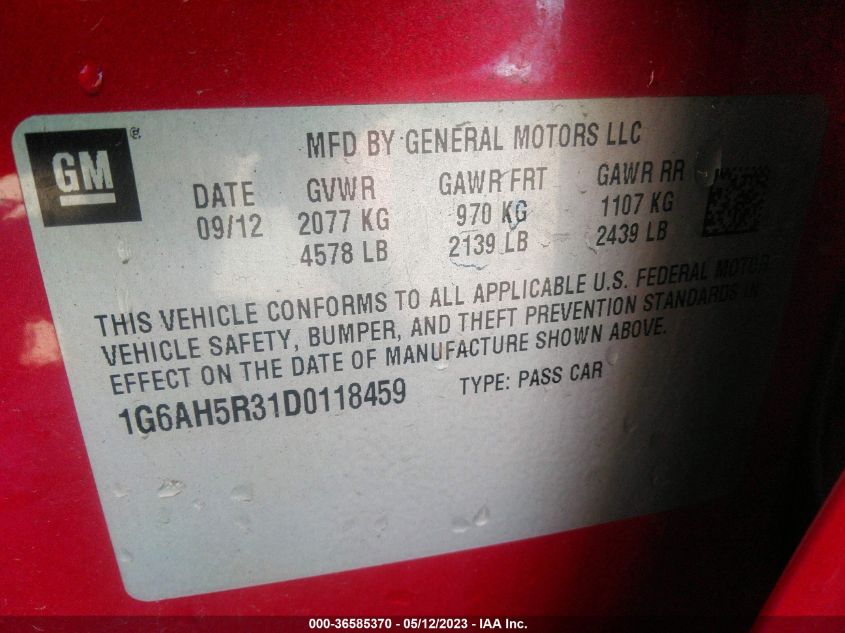 GM
MFD BY GENERAL MOTORS LLC
DATE GVWR GAWR FRT GAWR RR
09/12 2077 KG 970 KG 1107 KG
4578 LB 2139 LB 2439 LB
THIS VEHICLE CONFORMS TO ALL APPLICABLE U.S. FEDERAL MOTOR
VEHICLE SAFETY, BUMPER, AND THEFT PREVENTION STANDARDS IN
EFFECT ON THE DATE OF MANUFACTURE SHOWN ABOVE.
1G6AH5R31D0118459 TYPE: PASS CAR
000-36585370 - 05/12/2023 - IAA Inc.